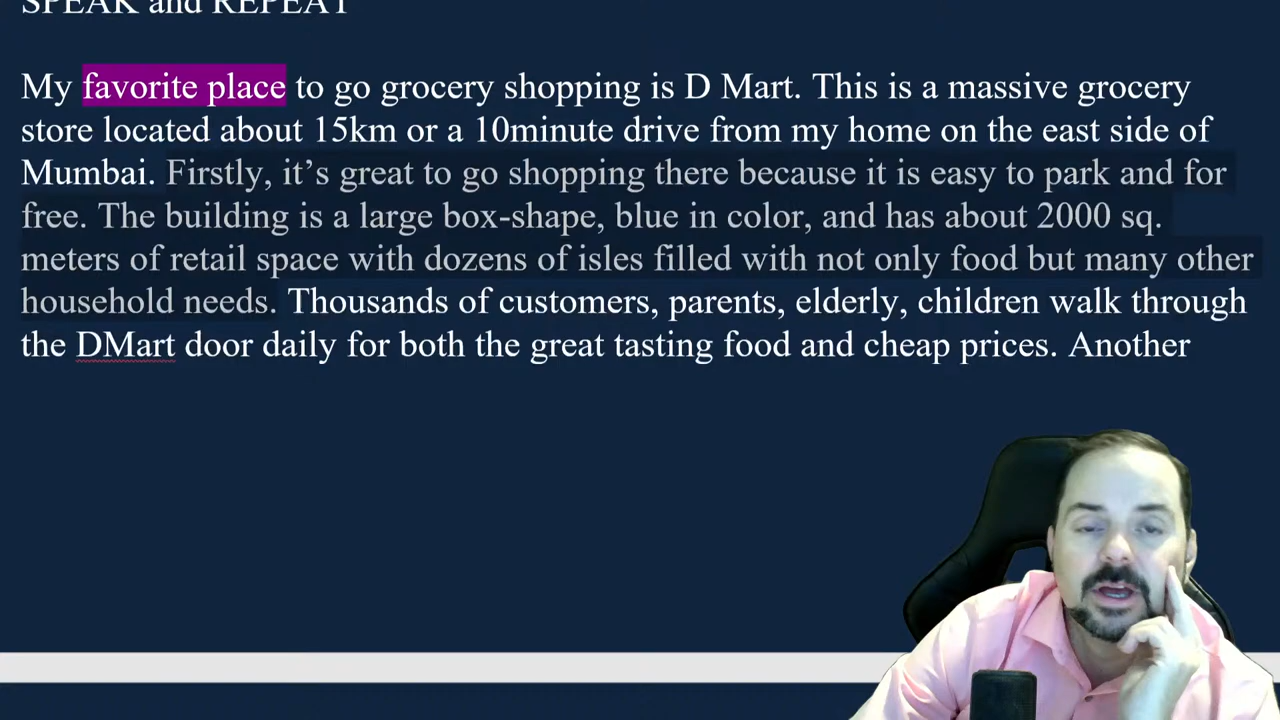 SPEAK and REPEAT
My favorite place to go grocery shopping is D Mart. This is a massive grocery
store located about 15km or a 10minute drive from my home on the east side of
Mumbai. Firstly, it’s great to go shopping there because it is easy to park and for
free. The building is a large box-shape, blue in color, and has about 2000 sq.
meters of retail space with dozens of isles filled with not only food but many other
household needs. Thousands of customers, parents, elderly, children walk through
the DMart door daily for both the great tasting food and cheap prices. Another